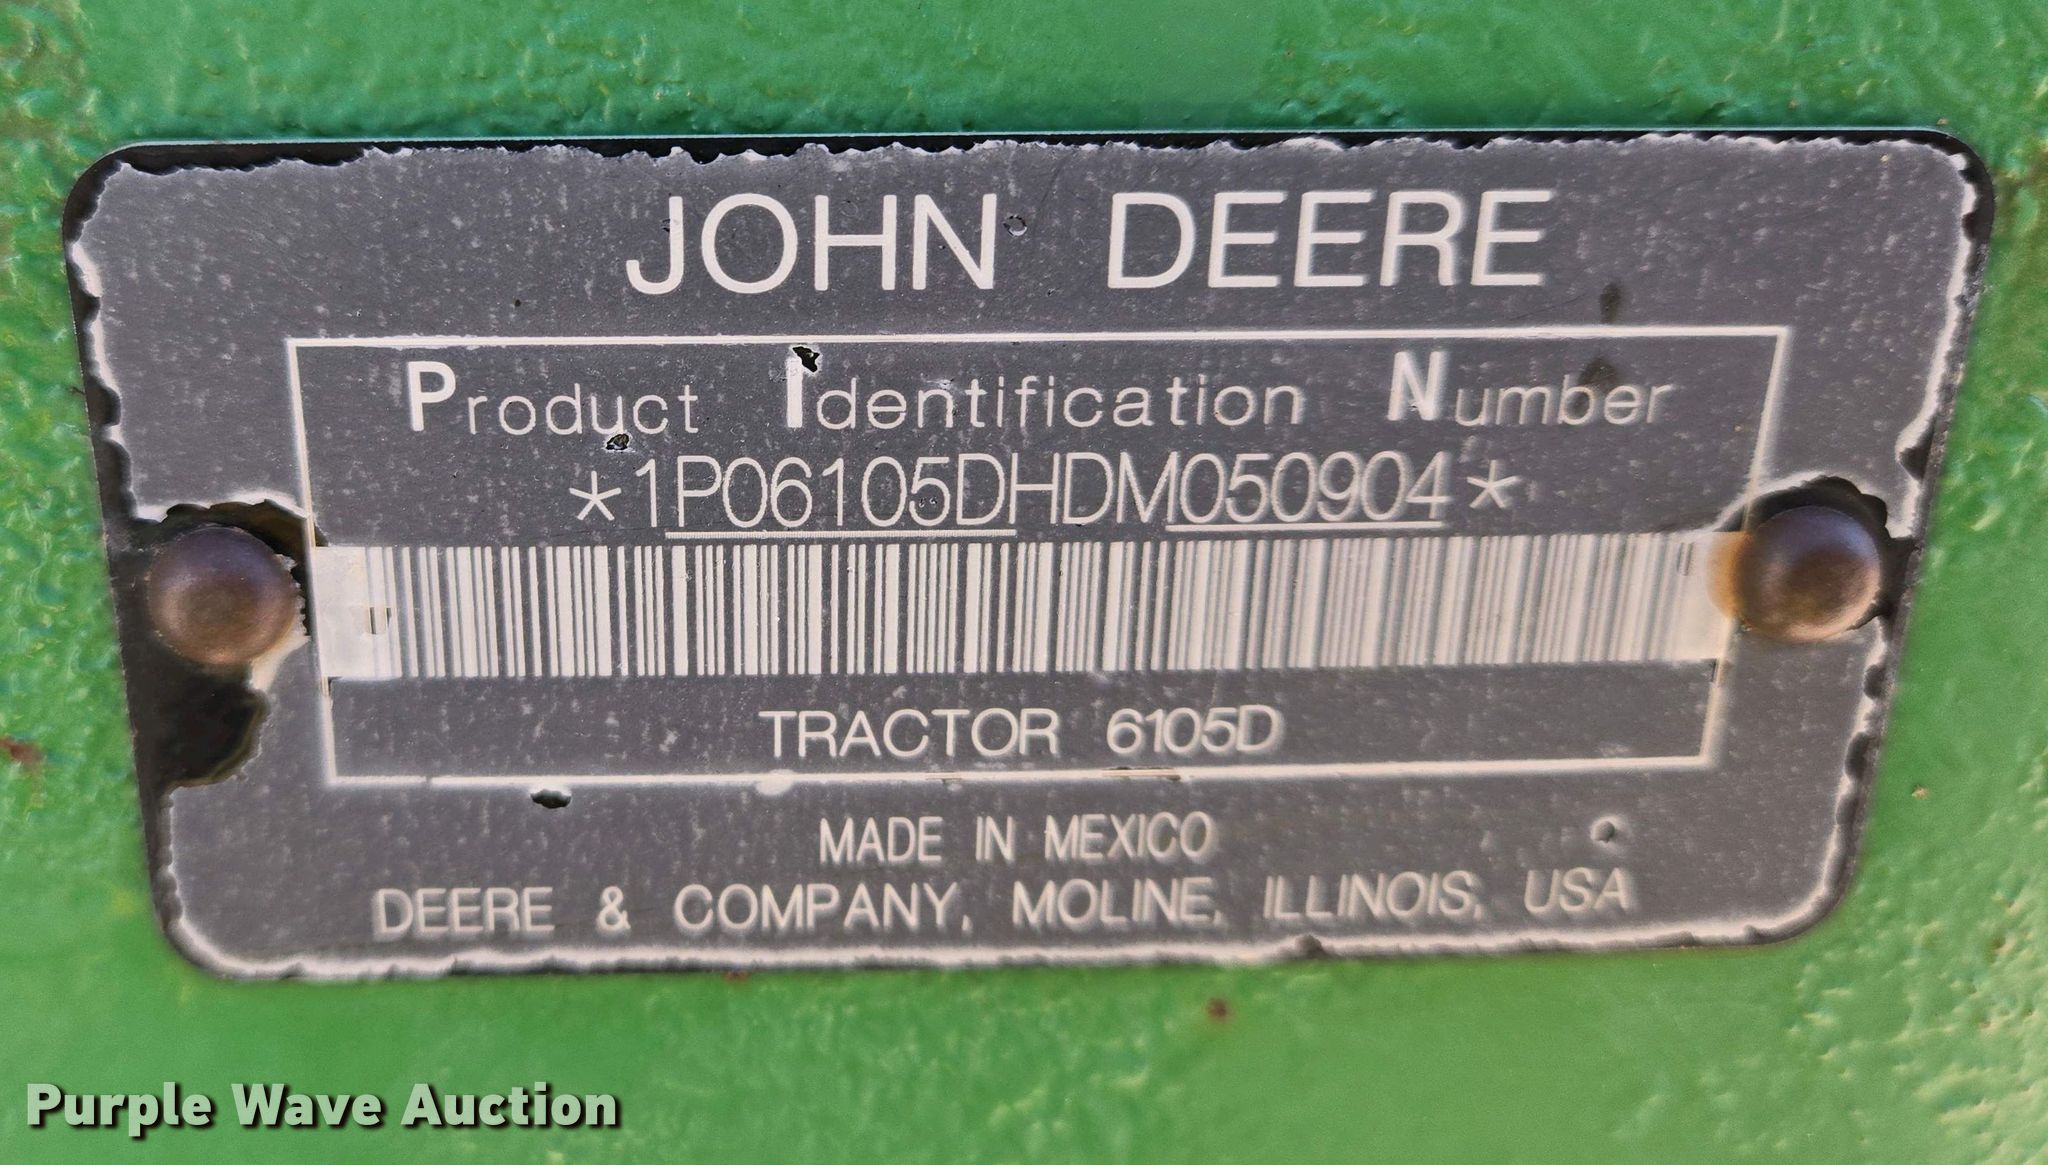 JOHN DEERE
Product Identification Number
*1P06105DHDM050904*
TRACTOR 6105D
MADE IN MEXICO
DEERE & COMPANY, MOLINE, ILLINOIS, USA
Purple Wave Auction